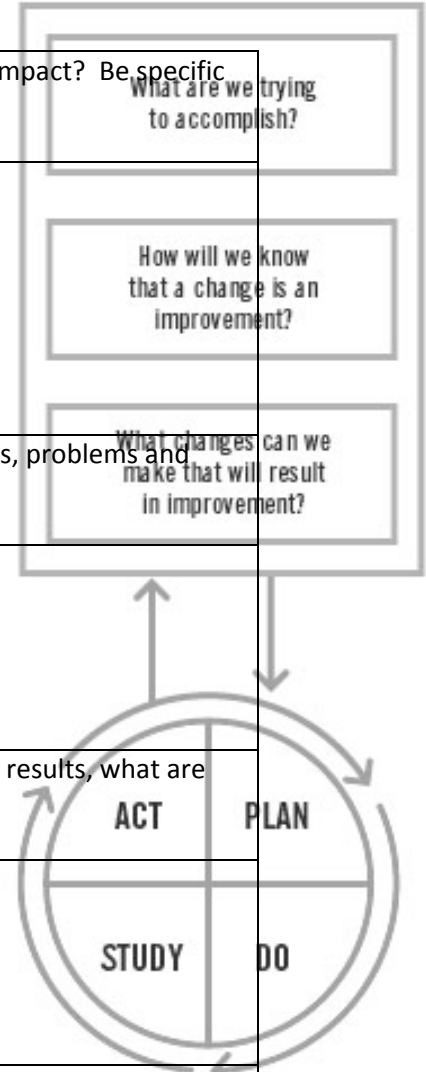 mpact? Be specific
What are we trying
to accomplish?
How will we know
that a change is an
improvement?
s, problems and
What changes can we
make that will result
in improvement?
results, what are
ACT PLAN
STUDY DO